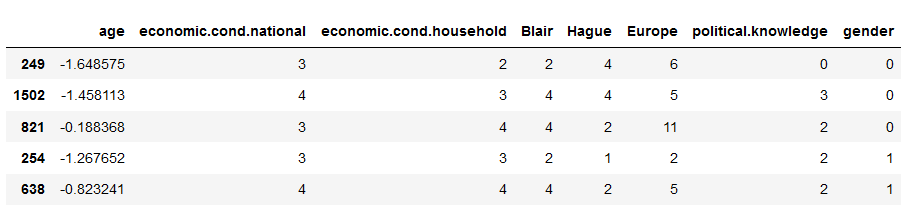 age economic.cond.national economic.cond.household Blair Hague Europe political.knowledge gender
249 -1.648575 3 2 2 4 6 0 0
1502 -1.458113 4 3 4 4 5 3 0
821 -0.188368 3 4 4 2 11 2 0
254 -1.267652 3 3 2 1 2 2 1
638 -0.823241 4 4 4 2 5 2 1